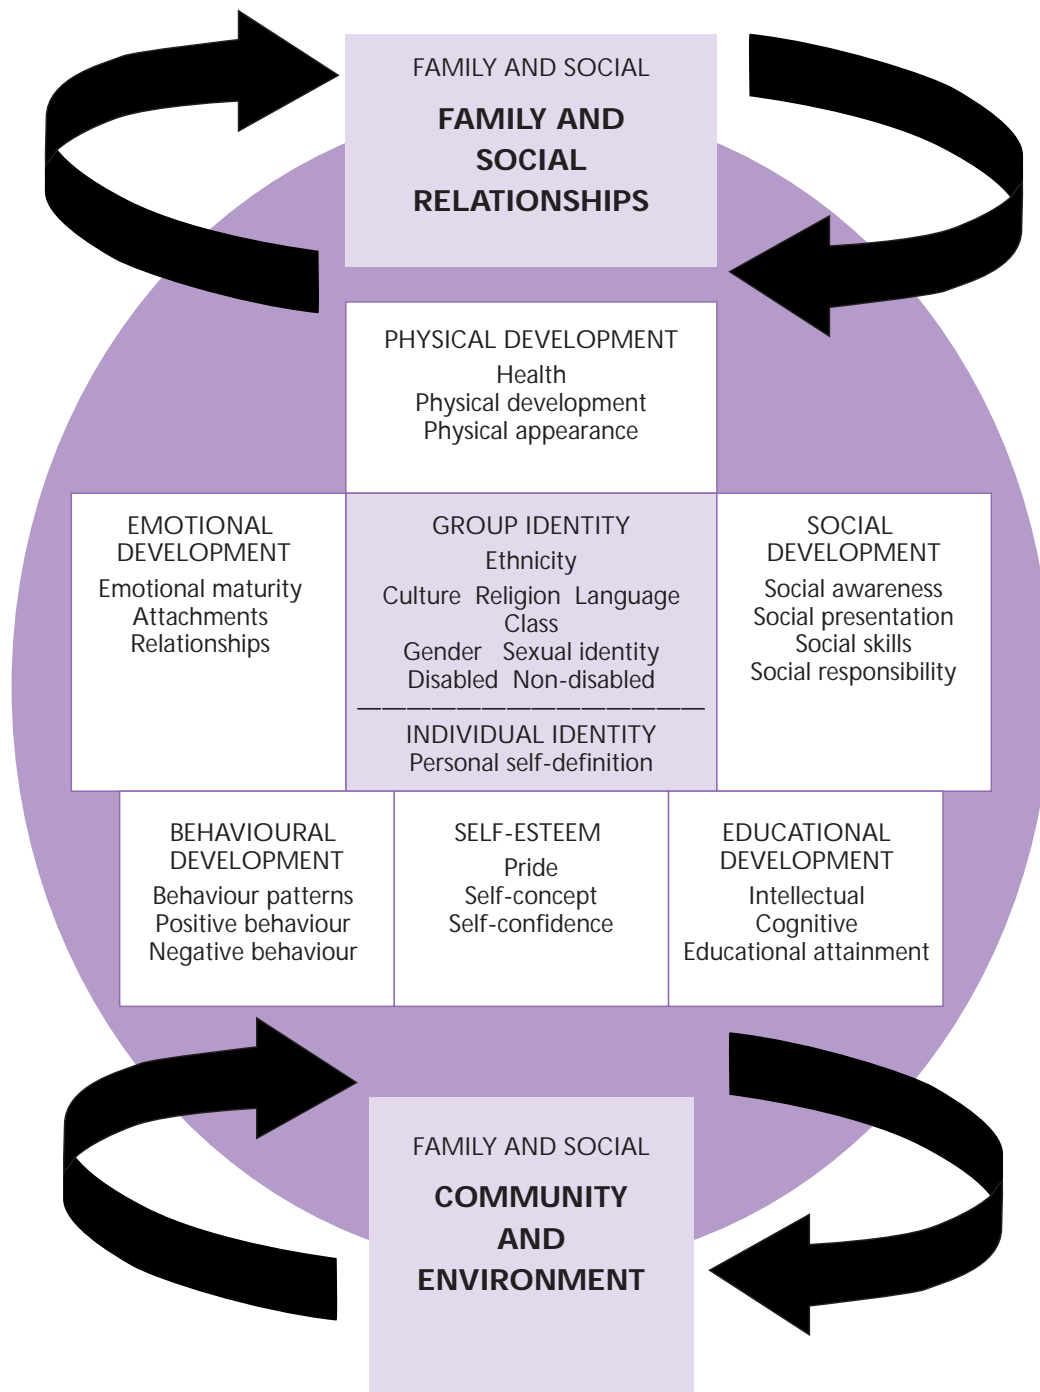 FAMILY AND SOCIAL
FAMILY AND
SOCIAL
RELATIONSHIPS
PHYSICAL DEVELOPMENT
Health
Physical development
Physical appearance
EMOTIONAL
DEVELOPMENT
Emotional maturity
Attachments
Relationships
GROUP IDENTITY
Ethnicity
Culture Religion Language
Class
Gender Sexual identity
Disabled Non-disabled
INDIVIDUAL IDENTITY
Personal self-definition
SOCIAL
DEVELOPMENT
Social awareness
Social presentation
Social skills
Social responsibility
BEHAVIOURAL
DEVELOPMENT
Behaviour patterns
Positive behaviour
Negative behaviour
SELF-ESTEEM
Pride
Self-concept
Self-confidence
EDUCATIONAL
DEVELOPMENT
Intellectual
Cognitive
Educational attainment
FAMILY AND SOCIAL
COMMUNITY
AND
ENVIRONMENT